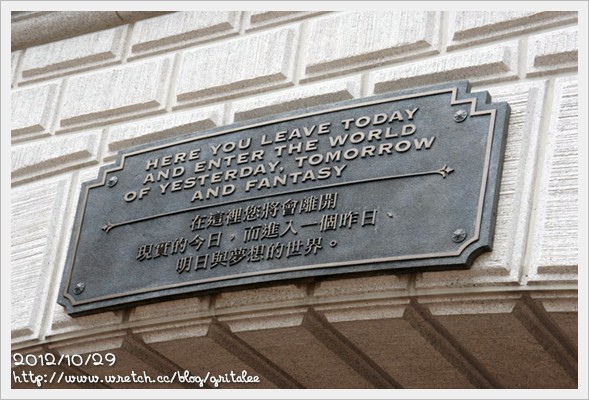 HERE YOU LEAVE TODAY
AND ENTER THE WORLD
OF YESTERDAY, TOMORROW
AND FANTASY
在這裡您將會離開
現實的今日，而進入一個昨日、
明日與夢想的世界。
2012/10/29
http://www.wretch.cc/blog/gritalee